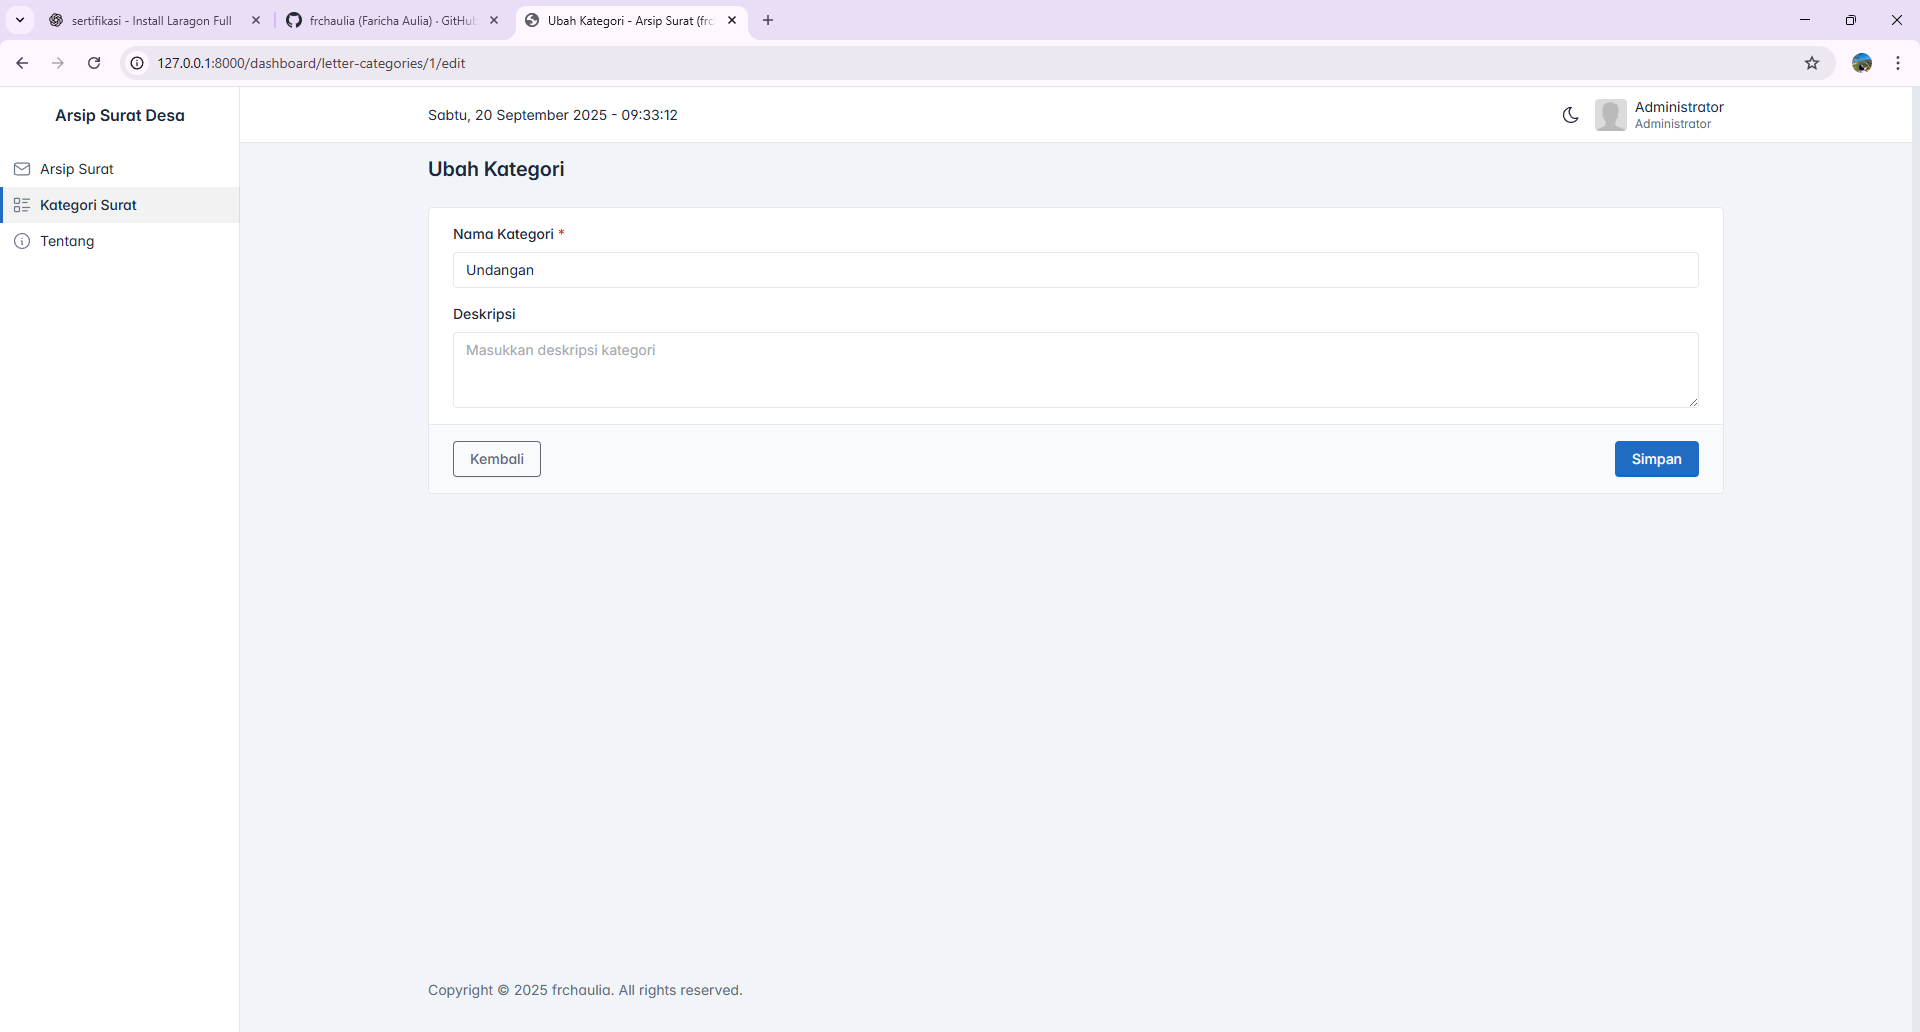 sertifikasi - Install Laragon Full
frchaulia (Faricha Aulia) · GitHub
Ubah Kategori - Arsip Surat (frc
127.0.0.1:8000/dashboard/letter-categories/1/edit
Arsip Surat Desa
Sabtu, 20 September 2025 - 09:33:12
Administrator
Administrator
Arsip Surat
Kategori Surat
Tentang
Ubah Kategori
Nama Kategori *
Undangan
Deskripsi
Masukkan deskripsi kategori
Kembali
Simpan
Copyright © 2025 frchaulia. All rights reserved.